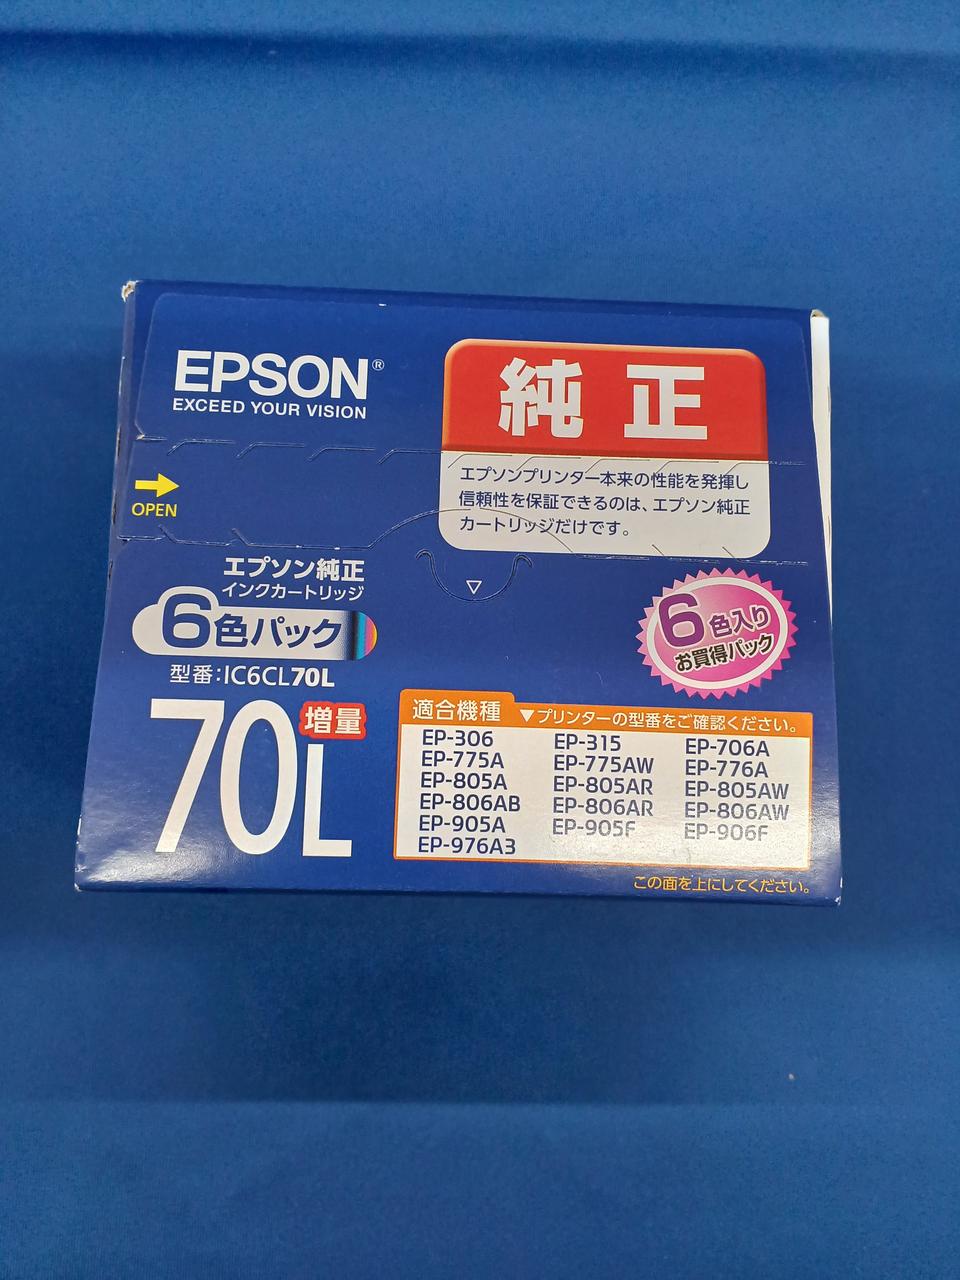 EPSON®
EXCEED YOUR VISION
純正
エプソンプリンター本来の性能を発揮し
信頼性を保証できるのは、エプソン純正
カートリッジだけです。
OPEN
エプソン純正
インクカートリッジ
6色パック
型番:IC6CL70L
6色入り
お買得パック
70L
増量
適合機種 ▼プリンターの型番をご確認ください。
EP-306 EP-315 EP-706A
EP-775A EP-775AW EP-776A
EP-805A EP-805AR EP-805AW
EP-806AB EP-806AR EP-806AW
EP-905A EP-905F EP-906F
EP-976A3
この面を上にしてください。